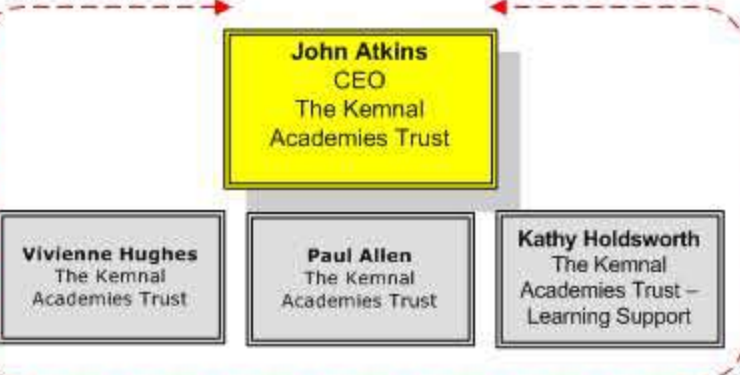 John Atkins
CEO
The Kemnal
Academies Trust
Vivienne Hughes
The Kemnal
Academies Trust
Paul Allen
The Kemnal
Academies Trust
Kathy Holdsworth
The Kemnal
Academies Trust –
Learning Support